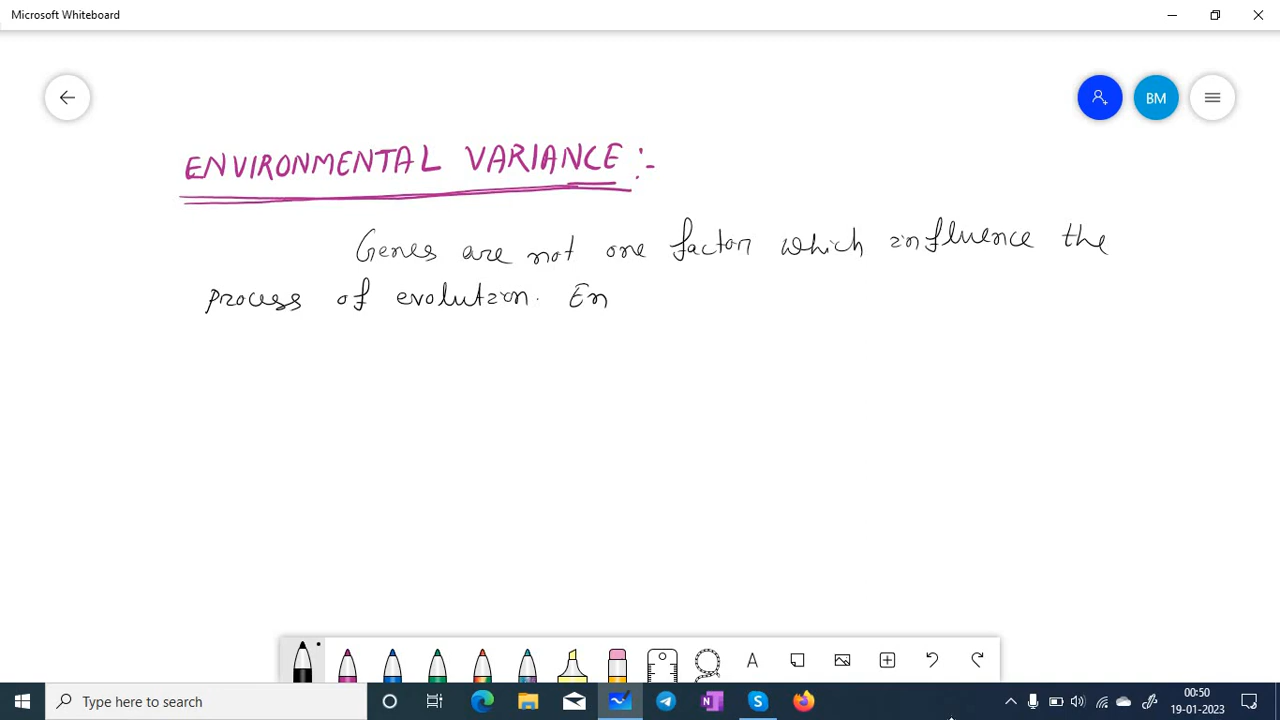 Microsoft Whiteboard
BM
ENVIRONMENTAL VARIANCE :-
Genes are not one factor which influence the
process of evolution. En
A
Type here to search
00:50
19-01-2023